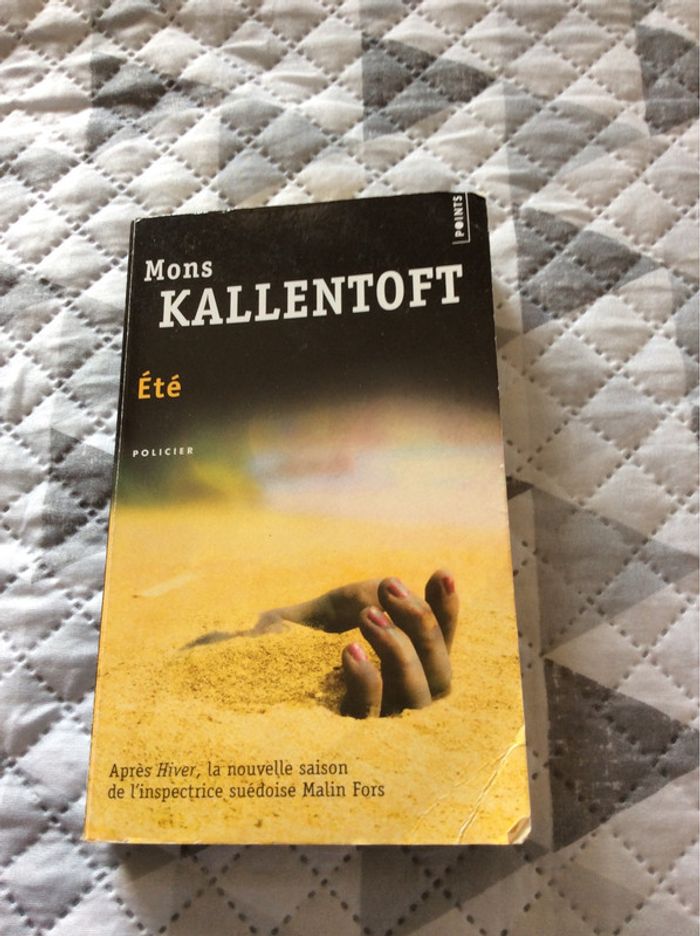 POINTS
Mons
KALLENTOFT
Été
POLICIER
Après Hiver, la nouvelle saison
de l'inspectrice suédoise Malin Fors